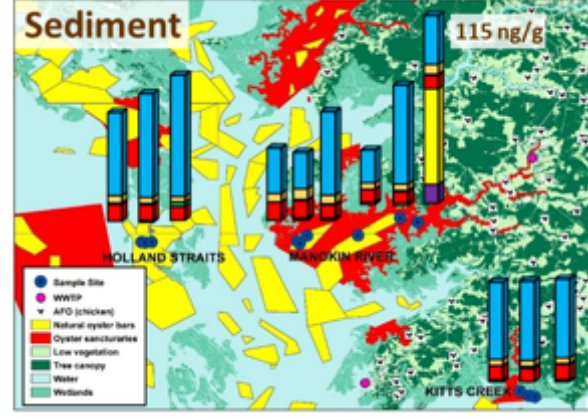 Sediment
115 ng/g
HOLLAND STRAITS
MANOKIN RIVER
Sample Site
WWTP
AFO (chicken)
Natural oyster bars
Oyster sancturaries
Low vegetation
Tree canopy
Water
Wetlands
KITTS CREEK